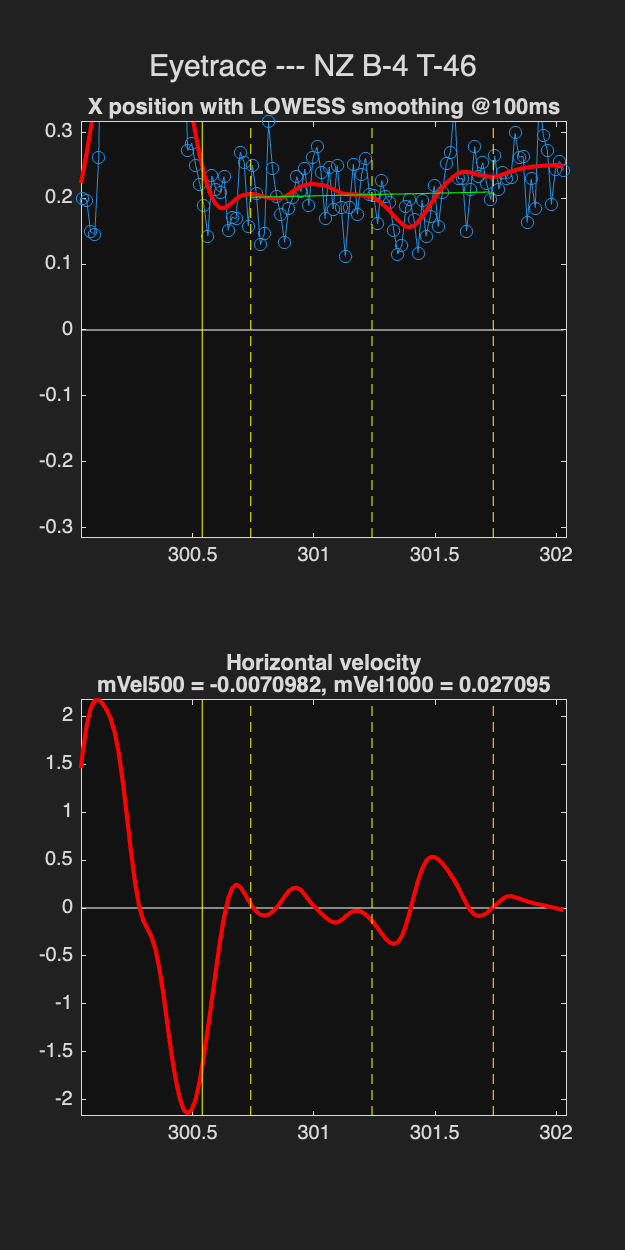 Eyetrace --- NZ B-4 T-46
X position with LOWESS smoothing @100ms
0.3
0.2
0.1
0
-0.1
-0.2
-0.3
300.5 301 301.5 302
Horizontal velocity
mVel500 = -0.0070982, mVel1000 = 0.027095
2
1.5
1
0.5
0
-0.5
-1
-1.5
-2
300.5 301 301.5 302